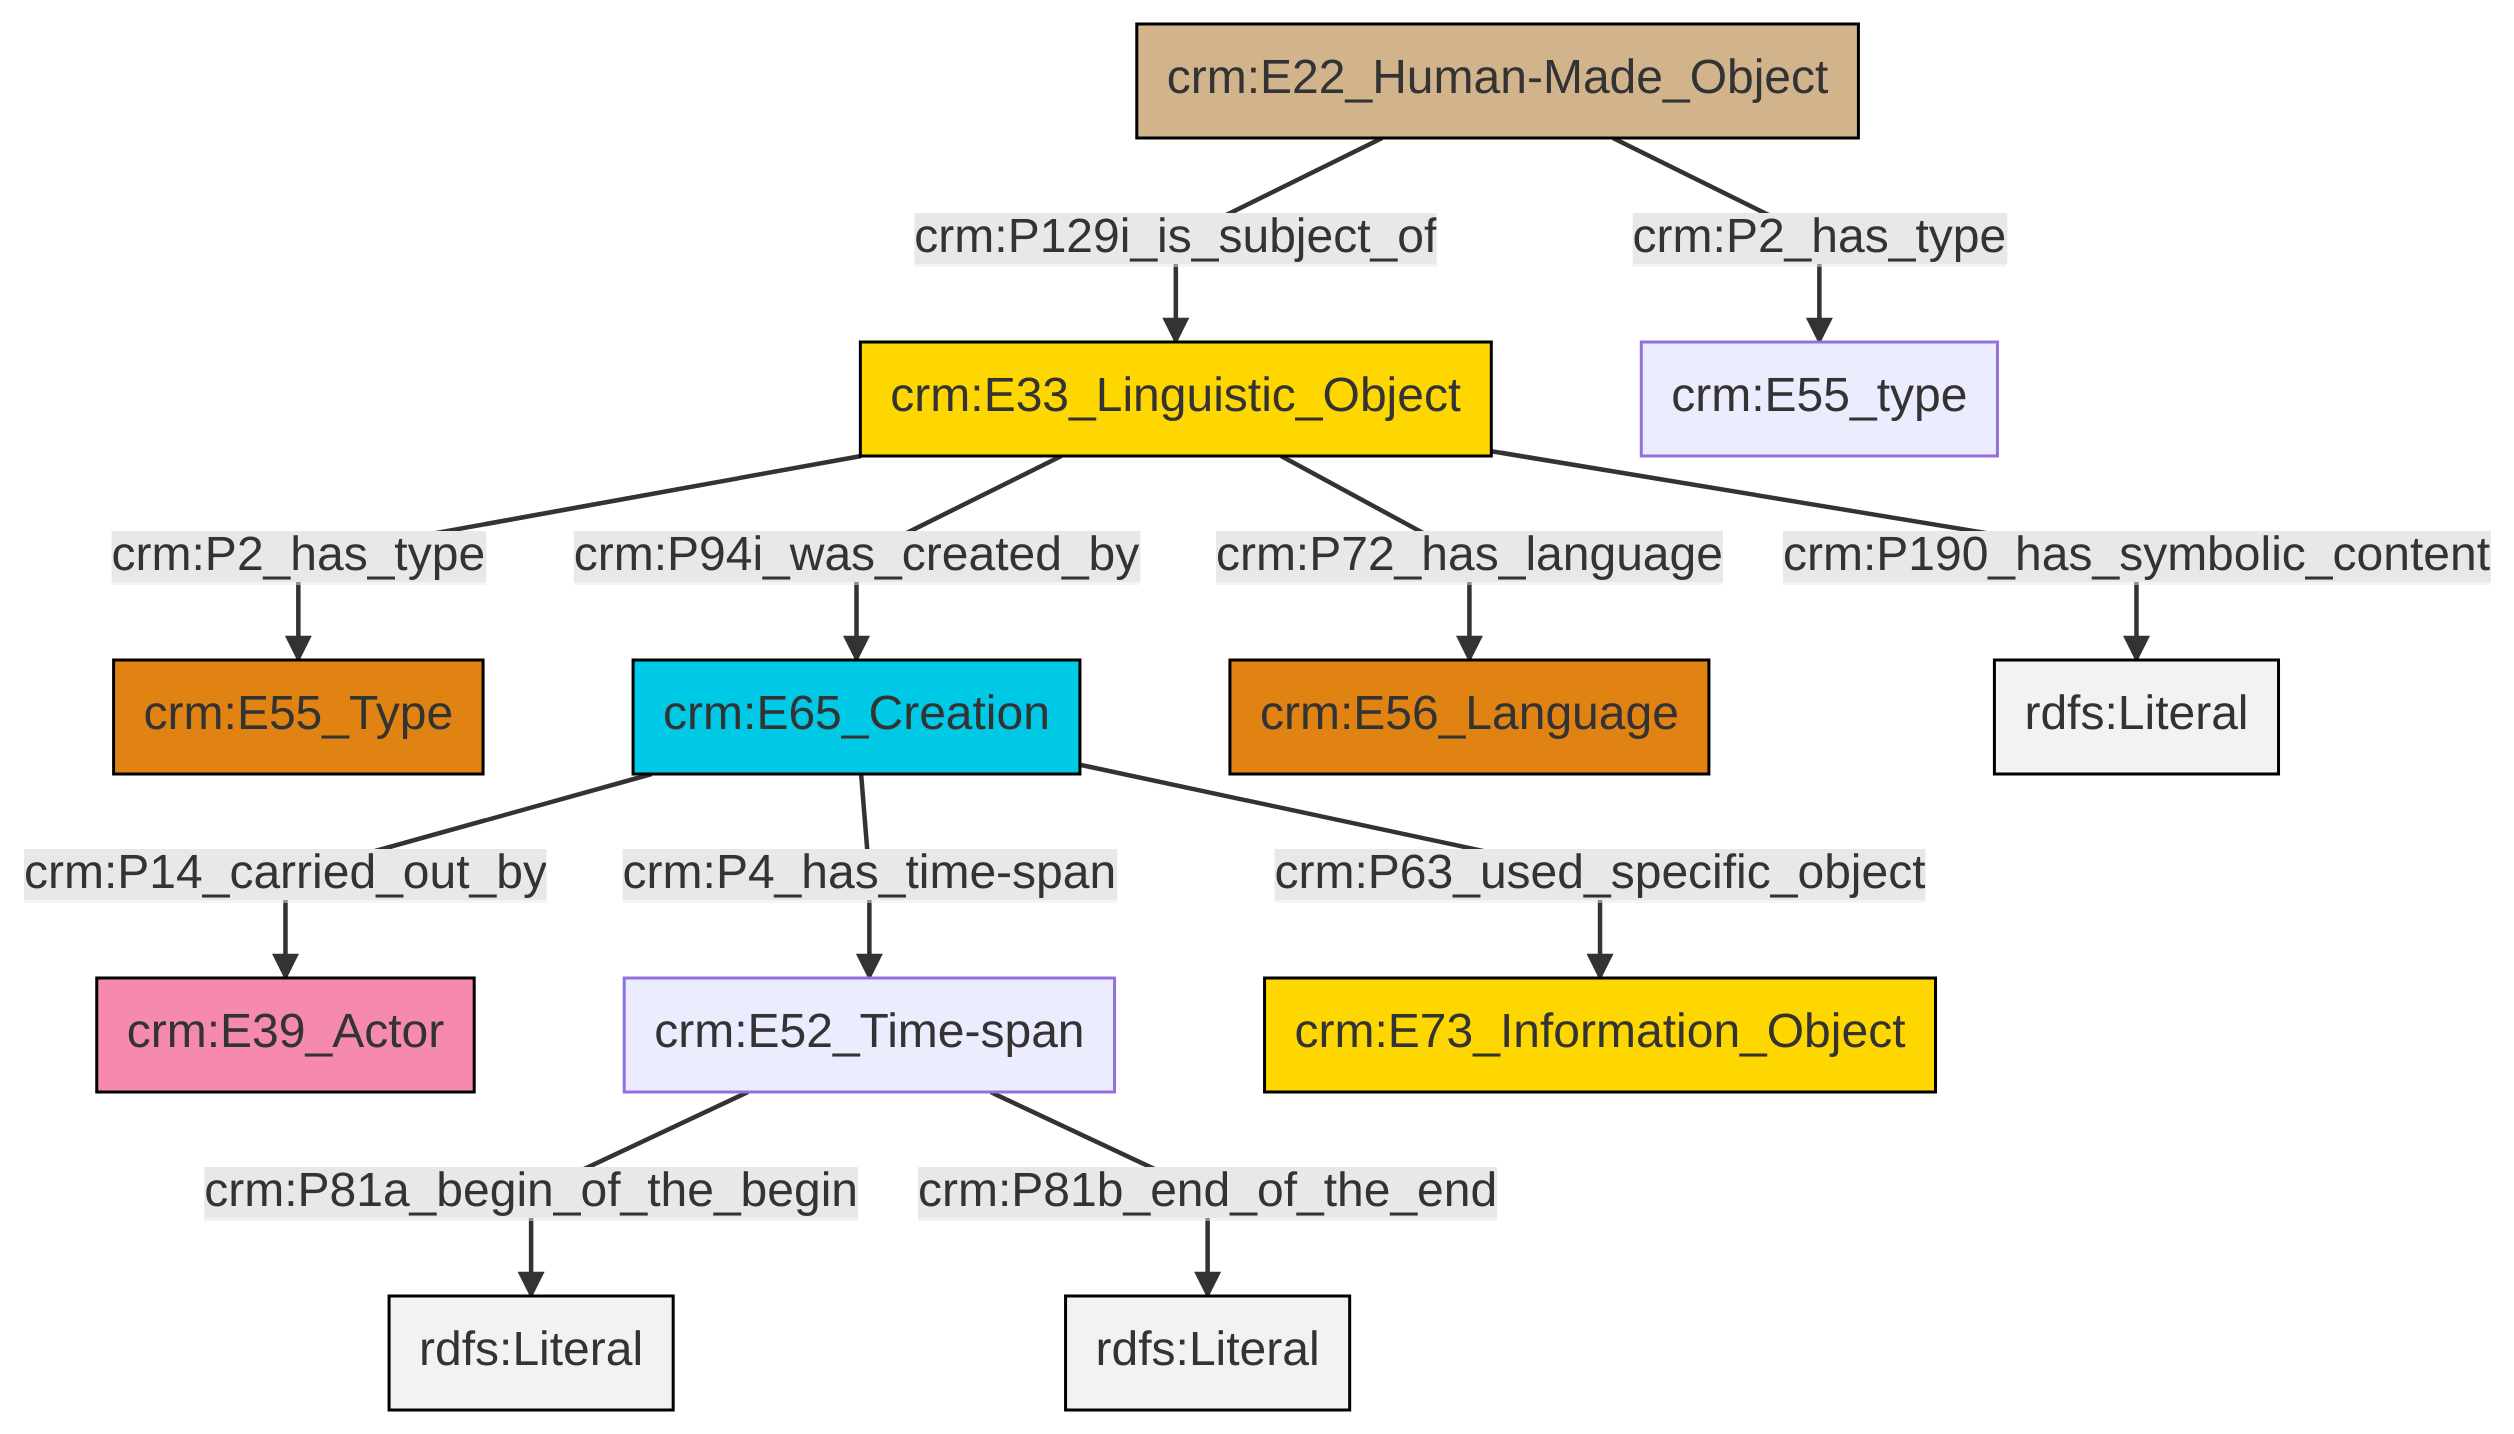 crm:E22_Human-Made_Object
crm:P129i_is_subject_of
crm:P2_has_type
crm:E33_Linguistic_Object
crm:E55_type
crm:P2_has_type
crm:P94i_was_created_by
crm:P72_has_language
crm:P190_has_symbolic_content
crm:E55_Type
crm:E65_Creation
crm:E56_Language
rdfs:Literal
crm:P14_carried_out_by
crm:P4_has_time-span
crm:P63_used_specific_object
crm:E39_Actor
crm:E52_Time-span
crm:E73_Information_Object
crm:P81a_begin_of_the_begin
crm:P81b_end_of_the_end
rdfs:Literal
rdfs:Literal